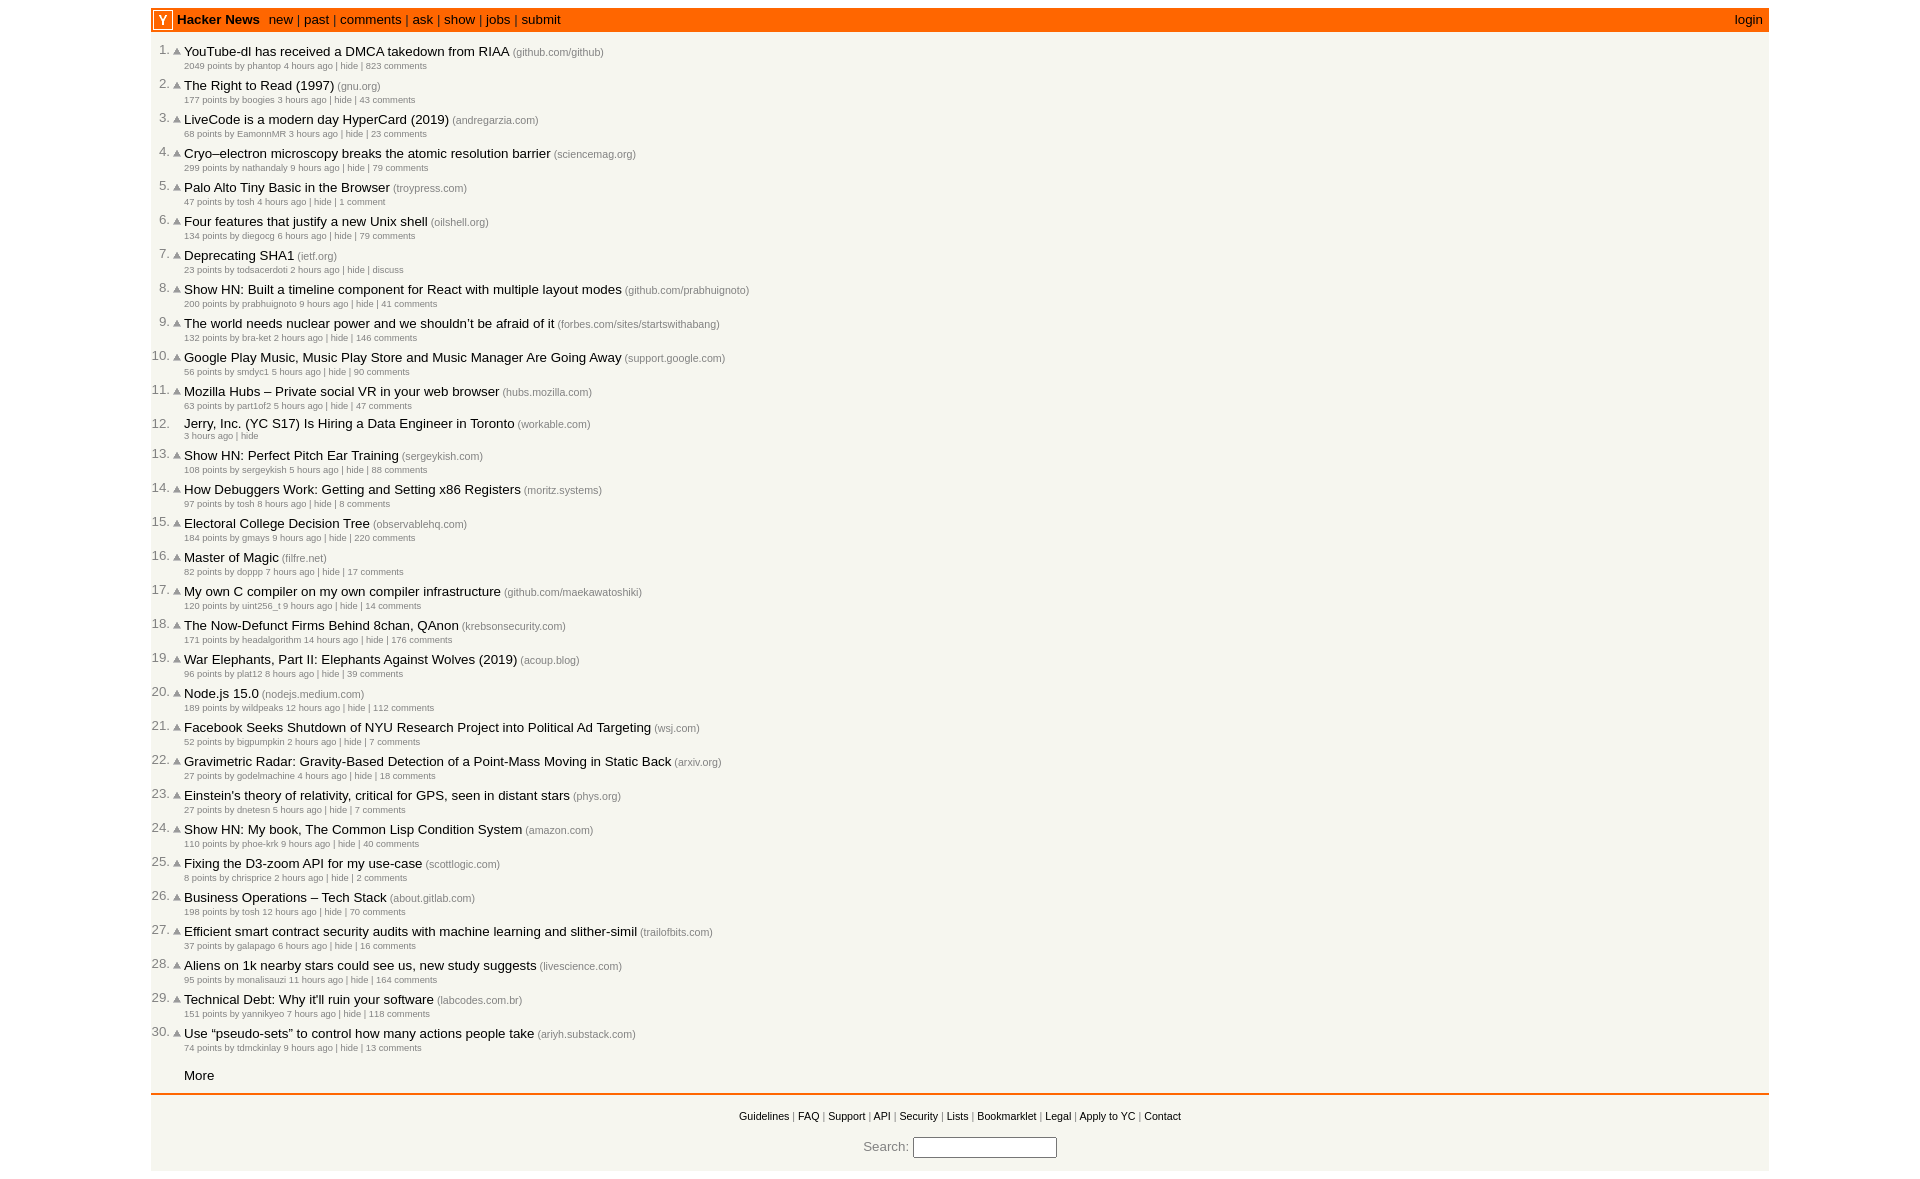 Y Hacker News new | past | comments | ask | show | jobs | submit login
1. YouTube-dl has received a DMCA takedown from RIAA (github.com/github)
2049 points by phantop 4 hours ago | hide | 823 comments
2. The Right to Read (1997) (gnu.org)
177 points by boogies 3 hours ago | hide | 43 comments
3. LiveCode is a modern day HyperCard (2019) (andregarzia.com)
68 points by EamonnMR 3 hours ago | hide | 23 comments
4. Cryo–electron microscopy breaks the atomic resolution barrier (sciencemag.org)
299 points by nathandaly 9 hours ago | hide | 79 comments
5. Palo Alto Tiny Basic in the Browser (troypress.com)
47 points by tosh 4 hours ago | hide | 1 comment
6. Four features that justify a new Unix shell (oilshell.org)
134 points by diegocg 6 hours ago | hide | 79 comments
7. Deprecating SHA1 (ietf.org)
23 points by todsacerdoti 2 hours ago | hide | discuss
8. Show HN: Built a timeline component for React with multiple layout modes (github.com/prabhuignoto)
200 points by prabhuignoto 9 hours ago | hide | 41 comments
9. The world needs nuclear power and we shouldn’t be afraid of it (forbes.com/sites/startswithabang)
132 points by bra-ket 2 hours ago | hide | 146 comments
10. Google Play Music, Music Play Store and Music Manager Are Going Away (support.google.com)
56 points by smdyc1 5 hours ago | hide | 90 comments
11. Mozilla Hubs – Private social VR in your web browser (hubs.mozilla.com)
63 points by part1of2 5 hours ago | hide | 47 comments
12. Jerry, Inc. (YC S17) Is Hiring a Data Engineer in Toronto (workable.com)
3 hours ago | hide
13. Show HN: Perfect Pitch Ear Training (sergeykish.com)
108 points by sergeykish 5 hours ago | hide | 88 comments
14. How Debuggers Work: Getting and Setting x86 Registers (moritz.systems)
97 points by tosh 8 hours ago | hide | 8 comments
15. Electoral College Decision Tree (observablehq.com)
184 points by gmays 9 hours ago | hide | 220 comments
16. Master of Magic (filfre.net)
82 points by doppp 7 hours ago | hide | 17 comments
17. My own C compiler on my own compiler infrastructure (github.com/maekawatoshiki)
120 points by uint256_t 9 hours ago | hide | 14 comments
18. The Now-Defunct Firms Behind 8chan, QAnon (krebsonsecurity.com)
171 points by headalgorithm 14 hours ago | hide | 176 comments
19. War Elephants, Part II: Elephants Against Wolves (2019) (acoup.blog)
96 points by plat12 8 hours ago | hide | 39 comments
20. Node.js 15.0 (nodejs.medium.com)
189 points by wildpeaks 12 hours ago | hide | 112 comments
21. Facebook Seeks Shutdown of NYU Research Project into Political Ad Targeting (wsj.com)
52 points by bigpumpkin 2 hours ago | hide | 7 comments
22. Gravimetric Radar: Gravity-Based Detection of a Point-Mass Moving in Static Back (arxiv.org)
27 points by godelmachine 4 hours ago | hide | 18 comments
23. Einstein's theory of relativity, critical for GPS, seen in distant stars (phys.org)
27 points by dnetesn 5 hours ago | hide | 7 comments
24. Show HN: My book, The Common Lisp Condition System (amazon.com)
110 points by phoe-krk 9 hours ago | hide | 40 comments
25. Fixing the D3-zoom API for my use-case (scottlogic.com)
8 points by chrisprice 2 hours ago | hide | 2 comments
26. Business Operations – Tech Stack (about.gitlab.com)
198 points by tosh 12 hours ago | hide | 70 comments
27. Efficient smart contract security audits with machine learning and slither-simil (trailofbits.com)
37 points by galapago 6 hours ago | hide | 16 comments
28. Aliens on 1k nearby stars could see us, new study suggests (livescience.com)
95 points by monalisauzi 11 hours ago | hide | 164 comments
29. Technical Debt: Why it'll ruin your software (labcodes.com.br)
151 points by yannikyeo 7 hours ago | hide | 118 comments
30. Use “pseudo-sets” to control how many actions people take (ariyh.substack.com)
74 points by tdmckinlay 9 hours ago | hide | 13 comments
More
Guidelines | FAQ | Support | API | Security | Lists | Bookmarklet | Legal | Apply to YC | Contact
Search: